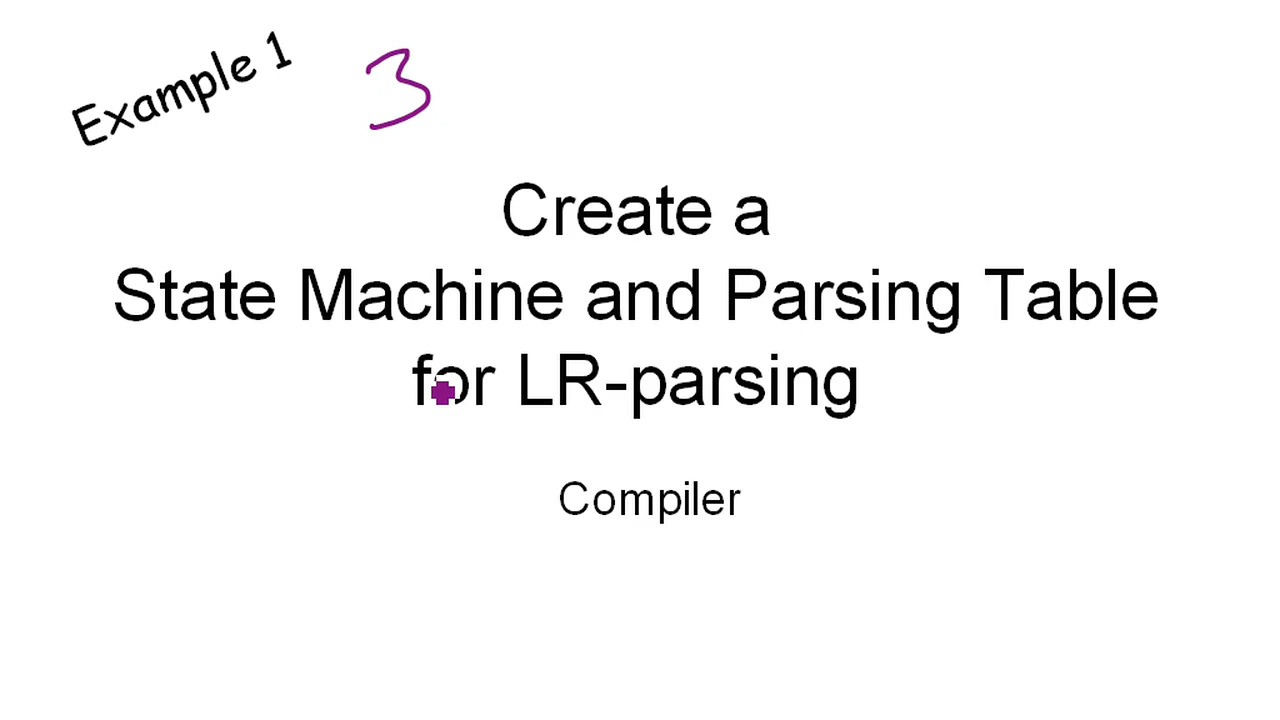 Example 1 3
Create a
State Machine and Parsing Table
for LR-parsing
Compiler